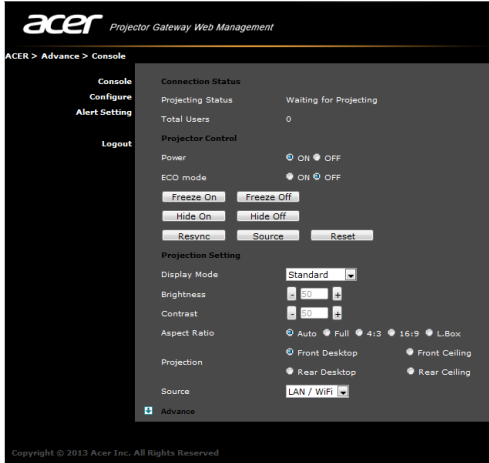 acer Projector Gateway Web Management
ACER > Advance > Console
Console
Configure
Alert Setting
Logout
Connection Status
Projecting Status Waiting for Projecting
Total Users 0
Projector Control
Power ON OFF
ECO mode ON OFF
Freeze On Freeze Off
Hide On Hide Off
Resync Source Reset
Projection Setting
Display Mode Standard
Brightness - 50 +
Contrast - 50 +
Aspect Ratio Auto Full 4:3 16:9 L.Box
Projection Front Desktop Front Ceiling
Rear Desktop Rear Ceiling
Source LAN / WiFi
Advance
Copyright © 2013 Acer Inc. All Rights Reserved